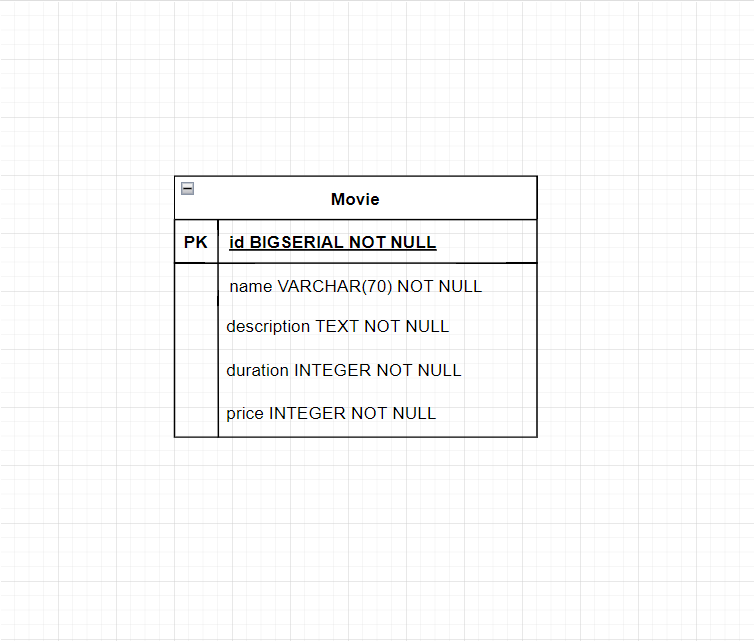 Movie
PK id BIGSERIAL NOT NULL
name VARCHAR(70) NOT NULL
description TEXT NOT NULL
duration INTEGER NOT NULL
price INTEGER NOT NULL